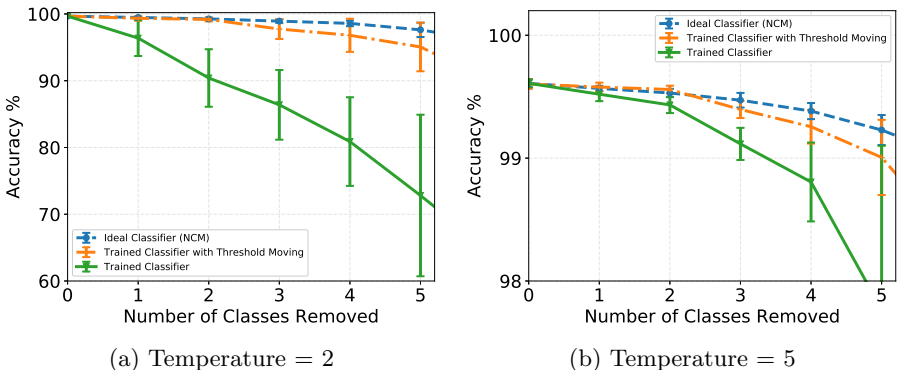 100
90
80
70
60
Accuracy %
Ideal Classifier (NCM)
Trained Classifier with Threshold Moving
Trained Classifier
0 1 2 3 4 5
Number of Classes Removed
(a) Temperature = 2
100
99
98
Accuracy %
Ideal Classifier (NCM)
Trained Classifier with Threshold Moving
Trained Classifier
0 1 2 3 4 5
Number of Classes Removed
(b) Temperature = 5